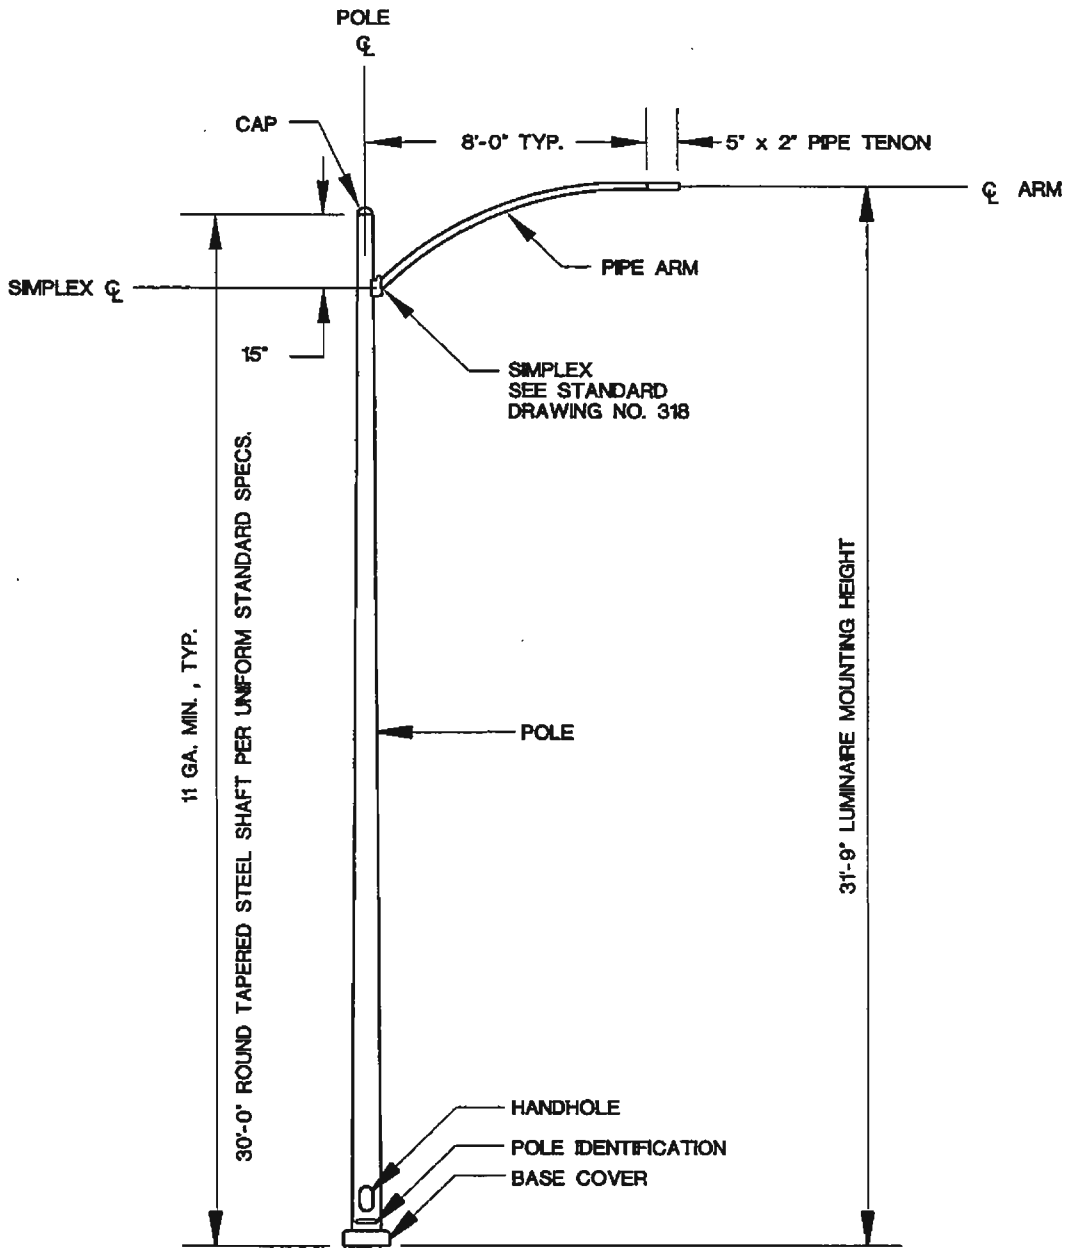 POLE
℄
CAP
8'-0" TYP.
5" x 2" PIPE TENON
℄ ARM
PIPE ARM
SIMPLEX ℄
15"
SIMPLEX
SEE STANDARD
DRAWING NO. 318
11 GA. MIN., TYP.
30'-0" ROUND TAPERED STEEL SHAFT PER UNIFORM STANDARD SPECS.
31'-9" LUMINAIRE MOUNTING HEIGHT
POLE
HANDHOLE
POLE IDENTIFICATION
BASE COVER